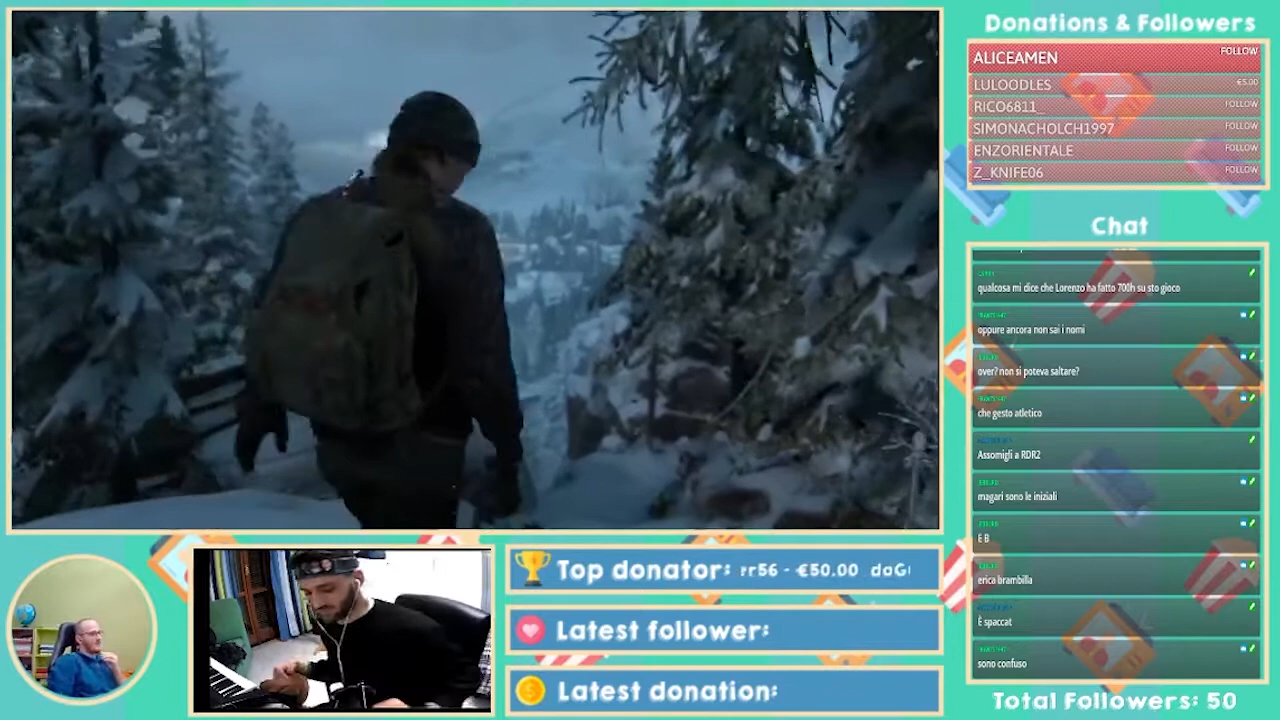 Donations & Followers
ALICEAMEN FOLLOW
LULOODLES €5.00
RICO6811_ FOLLOW
SIMONACHOLCH1997 FOLLOW
ENZORIENTALE FOLLOW
Z_KNIFE06 FOLLOW
Chat
qualcosa mi dice che Lorenzo ha fatto 700h su sto gioco
oppure ancora non sai i nomi
over? non si poteva saltare?
che gesto atletico
Assomigli a RDR2
magari sono le iniziali
E B
erica brambilla
È spaccat
sono confuso
Top donator: rr56 - €50.00 daG
Latest follower:
Latest donation:
Total Followers: 50